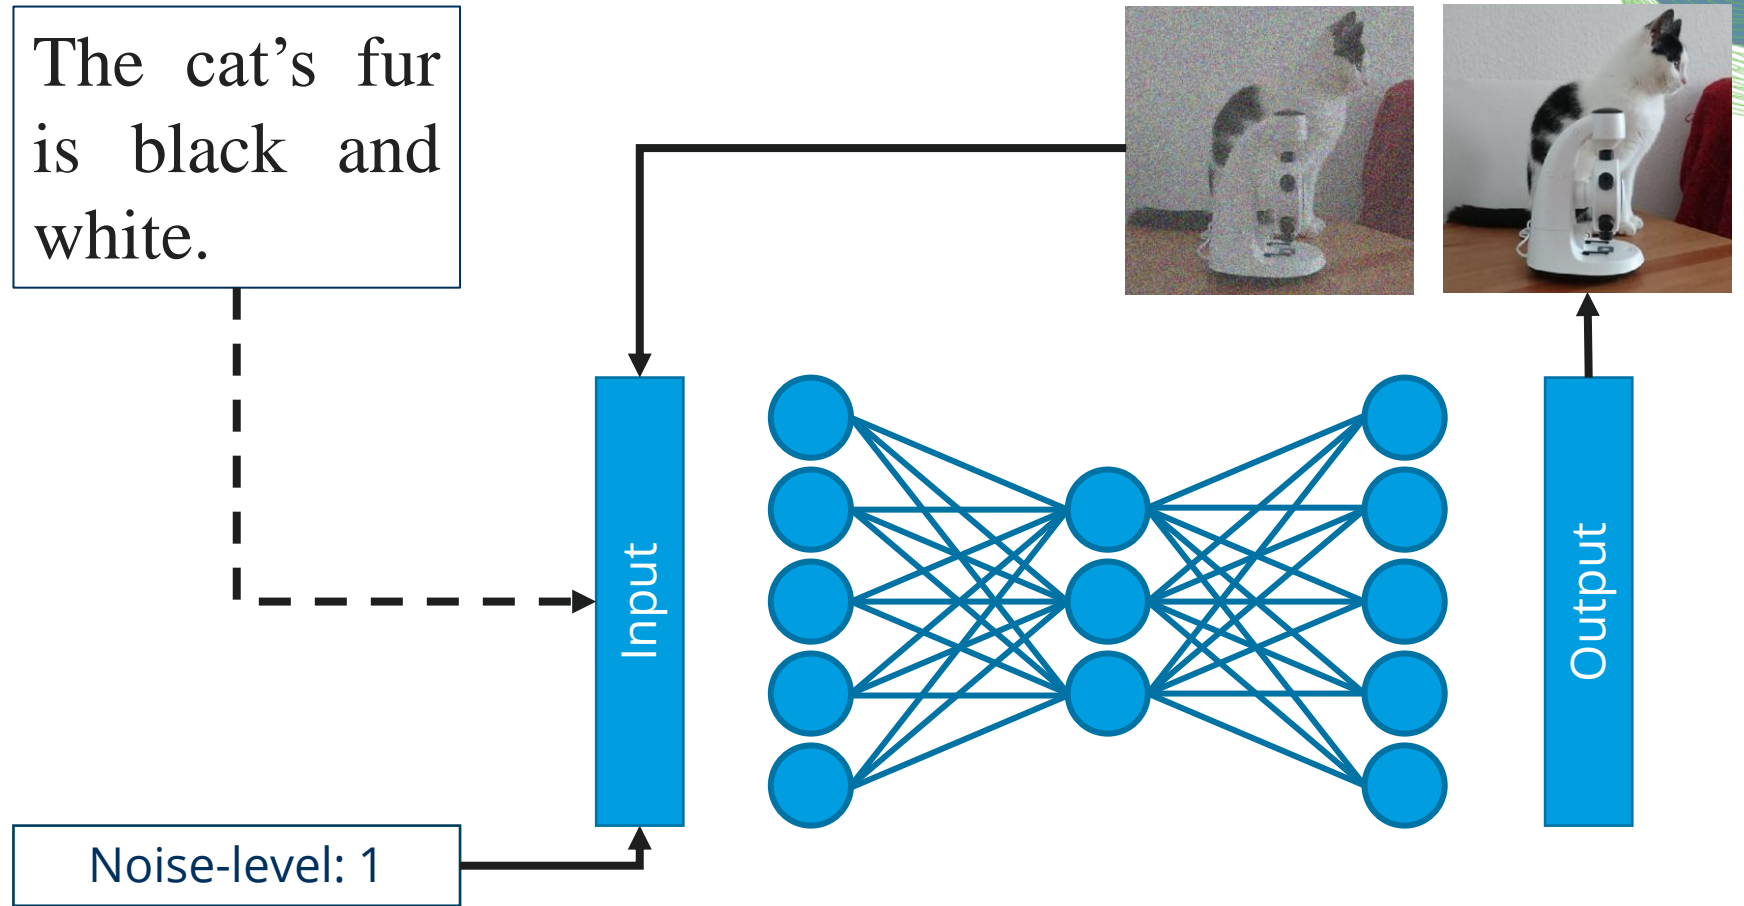 The cat’s fur
is black and
white.
Input
Output
Noise-level: 1